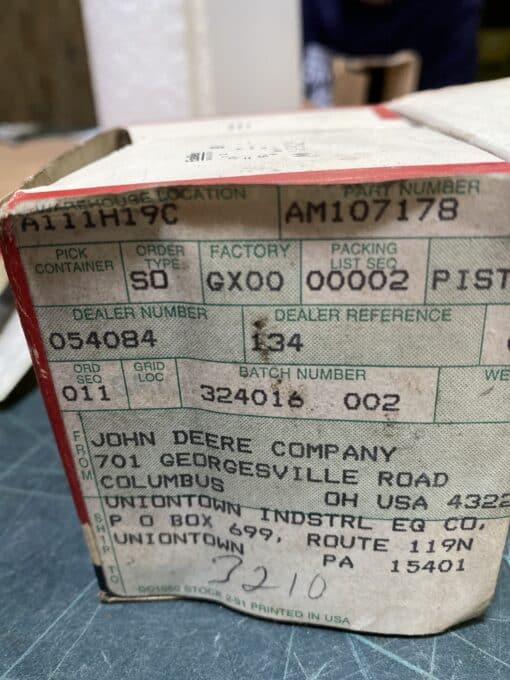 WAREHOUSE LOCATION PART NUMBER
A111H19C AM107178
PICK CONTAINER ORDER TYPE FACTORY PACKING LIST SEQ
SO GX00 00002 PIST
DEALER NUMBER DEALER REFERENCE
054084 134
ORD SEQ GRID LOC BATCH NUMBER WE
011 324016 002
FROM
JOHN DEERE COMPANY
701 GEORGESVILLE ROAD
COLUMBUS OH USA 4322
SHIP TO
UNIONTOWN INDSTRL EQ CO.
P O BOX 699, ROUTE 119N
UNIONTOWN PA 15401
3210
DC1060 STOCK 2-91 PRINTED IN USA